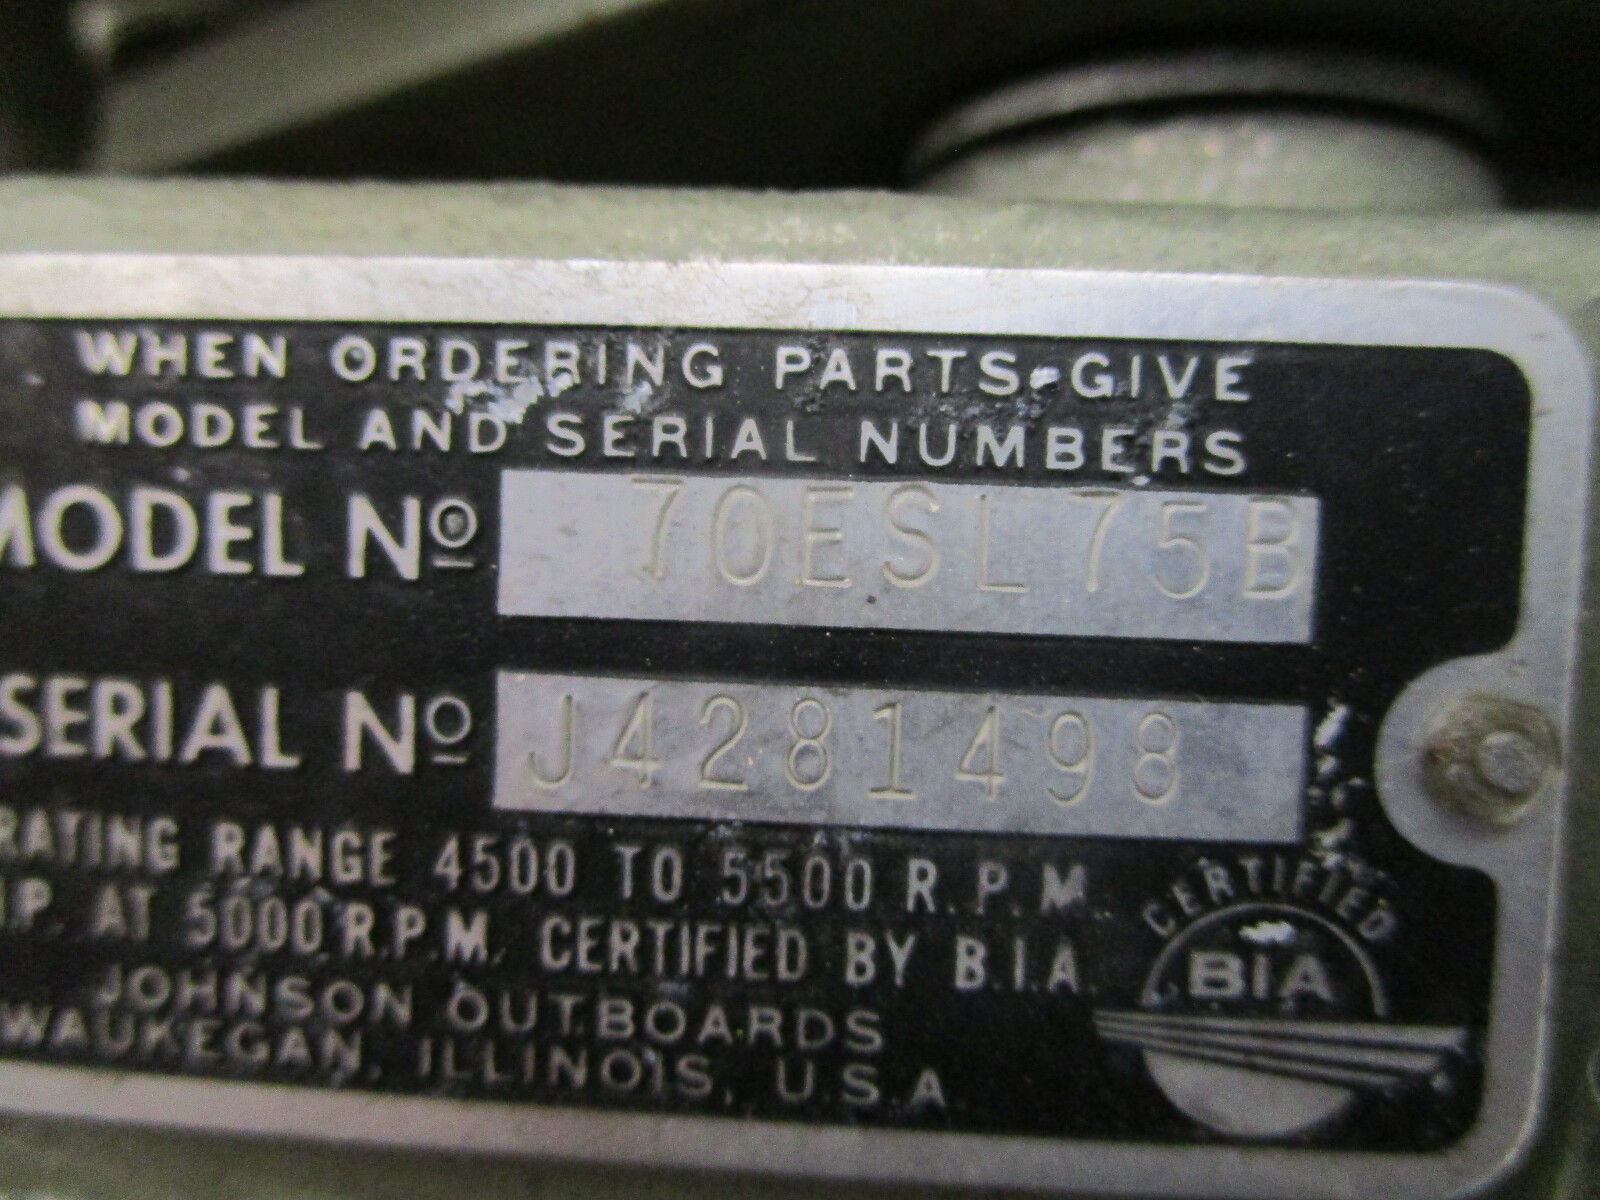 WHEN ORDERING PARTS-GIVE
MODEL AND SERIAL NUMBERS
MODEL Nº 70ESL75B
SERIAL Nº J4281498
RATING RANGE 4500 TO 5500 R.P.M.
AT 5000 R.P.M. CERTIFIED BY B.I.A.
JOHNSON OUTBOARDS
WAUKEGAN, ILLINOIS, U.S.A.
CERTIFIED
BIA